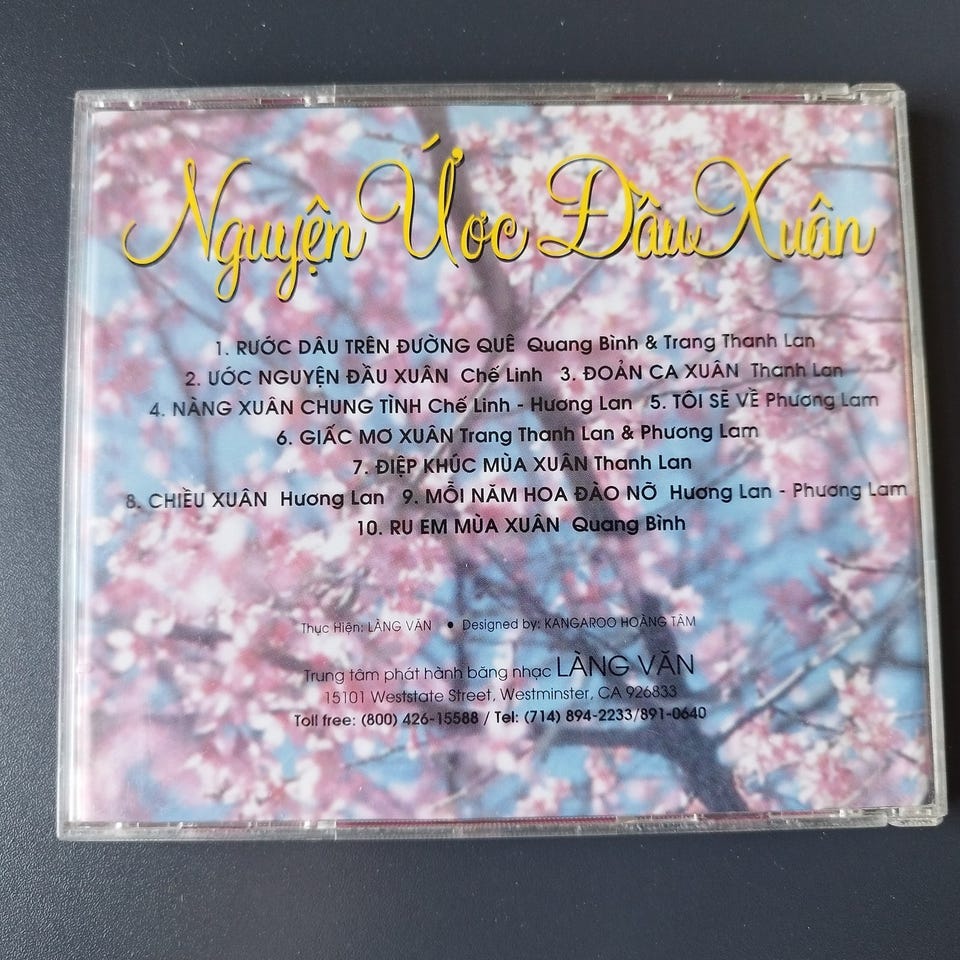 Nguyện Ước Đầu Xuân
1. RƯỚC DÂU TRÊN ĐƯỜNG QUÊ Quang Bình & Trang Thanh Lan
2. ƯỚC NGUYỆN ĐẦU XUÂN Chế Linh 3. ĐOẢN CA XUÂN Thanh Lan
4. NÀNG XUÂN CHUNG TÌNH Chế Linh - Hương Lan 5. TÔI SẼ VỀ Phương Lam
6. GIẤC MƠ XUÂN Trang Thanh Lan & Phương Lam
7. ĐIỆP KHÚC MÙA XUÂN Thanh Lan
8. CHIỀU XUÂN Hương Lan 9. MỖI NĂM HOA ĐÀO NỠ Hương Lan - Phương Lam
10. RU EM MÙA XUÂN Quang Bình
Thực Hiện: LÀNG VĂN • Designed by: KANGAROO HOÀNG TÂM
Trung tâm phát hành băng nhạc LÀNG VĂN
15101 Weststate Street, Westminster, CA 926833
Toll free: (800) 426-15588 / Tel: (714) 894-2233/891-0640